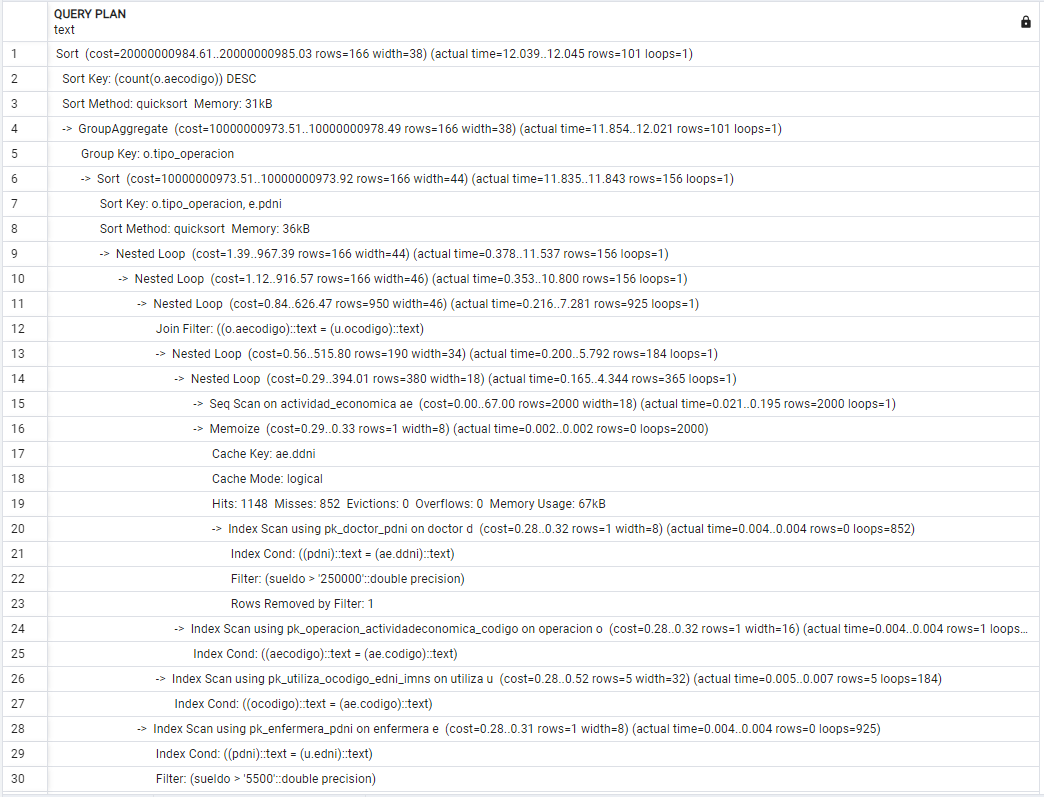 QUERY PLAN
text
1 Sort (cost=20000000984.61..20000000985.03 rows=166 width=38) (actual time=12.039..12.045 rows=101 loops=1)
2 Sort Key: (count(o.aecodigo)) DESC
3 Sort Method: quicksort Memory: 31kB
4 -> GroupAggregate (cost=10000000973.51..10000000978.49 rows=166 width=38) (actual time=11.854..12.021 rows=101 loops=1)
5 Group Key: o.tipo_operacion
6 -> Sort (cost=10000000973.51..10000000973.92 rows=166 width=44) (actual time=11.835..11.843 rows=156 loops=1)
7 Sort Key: o.tipo_operacion, e.pdni
8 Sort Method: quicksort Memory: 36kB
9 -> Nested Loop (cost=1.39..967.39 rows=166 width=44) (actual time=0.378..11.537 rows=156 loops=1)
10 -> Nested Loop (cost=1.12..916.57 rows=166 width=46) (actual time=0.353..10.800 rows=156 loops=1)
11 -> Nested Loop (cost=0.84..626.47 rows=950 width=46) (actual time=0.216..7.281 rows=925 loops=1)
12 Join Filter: ((o.aecodigo)::text = (u.ocodigo)::text)
13 -> Nested Loop (cost=0.56..515.80 rows=190 width=34) (actual time=0.200..5.792 rows=184 loops=1)
14 -> Nested Loop (cost=0.29..394.01 rows=380 width=18) (actual time=0.165..4.344 rows=365 loops=1)
15 -> Seq Scan on actividad_economica ae (cost=0.00..67.00 rows=2000 width=18) (actual time=0.021..0.195 rows=2000 loops=1)
16 -> Memoize (cost=0.29..0.33 rows=1 width=8) (actual time=0.002..0.002 rows=0 loops=2000)
17 Cache Key: ae.ddni
18 Cache Mode: logical
19 Hits: 1148 Misses: 852 Evictions: 0 Overflows: 0 Memory Usage: 67kB
20 -> Index Scan using pk_doctor_pdni on doctor d (cost=0.28..0.32 rows=1 width=8) (actual time=0.004..0.004 rows=0 loops=852)
21 Index Cond: ((pdni)::text = (ae.ddni)::text)
22 Filter: (sueldo > '250000'::double precision)
23 Rows Removed by Filter: 1
24 -> Index Scan using pk_operacion_actividadeconomica_codigo on operacion o (cost=0.28..0.32 rows=1 width=16) (actual time=0.004..0.004 rows=1 loops...
25 Index Cond: ((aecodigo)::text = (ae.codigo)::text)
26 -> Index Scan using pk_utiliza_ocodigo_edni_imns on utiliza u (cost=0.28..0.52 rows=5 width=32) (actual time=0.005..0.007 rows=5 loops=184)
27 Index Cond: ((ocodigo)::text = (ae.codigo)::text)
28 -> Index Scan using pk_enfermera_pdni on enfermera e (cost=0.28..0.31 rows=1 width=8) (actual time=0.004..0.004 rows=0 loops=925)
29 Index Cond: ((pdni)::text = (u.edni)::text)
30 Filter: (sueldo > '5500'::double precision)